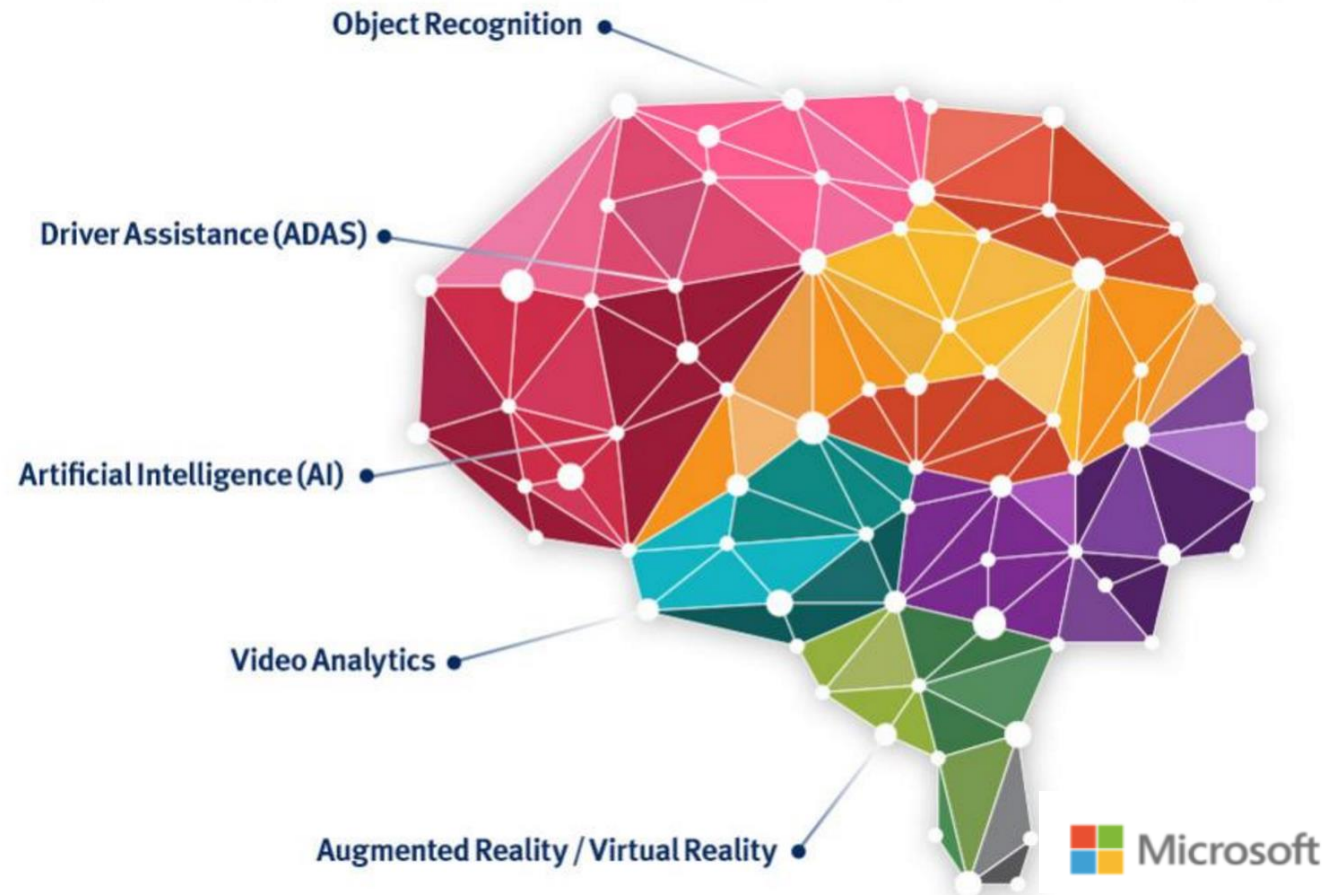 Object Recognition
Driver Assistance (ADAS)
Artificial Intelligence (AI)
Video Analytics
Augmented Reality / Virtual Reality
Microsoft